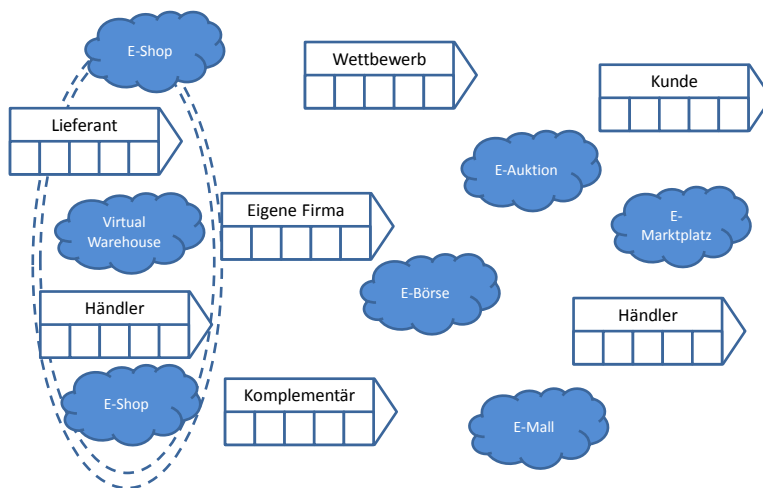 E-Shop
Wettbewerb
Kunde
Lieferant
E-Auktion
Virtual
Warehouse
Eigene Firma
E-
Marktplatz
E-Börse
Händler
Händler
E-Shop
Komplementär
E-Mall